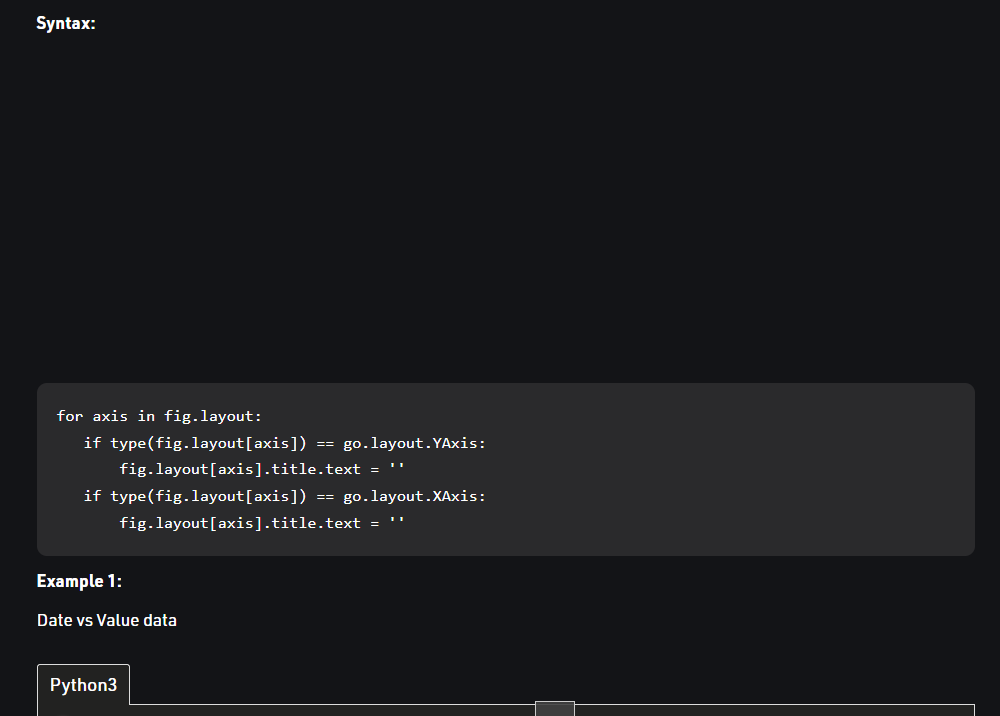 Syntax:
for axis in fig.layout:
   if type(fig.layout[axis]) == go.layout.YAxis:
       fig.layout[axis].title.text = ''
   if type(fig.layout[axis]) == go.layout.XAxis:
       fig.layout[axis].title.text = ''
Example 1:
Date vs Value data
Python3